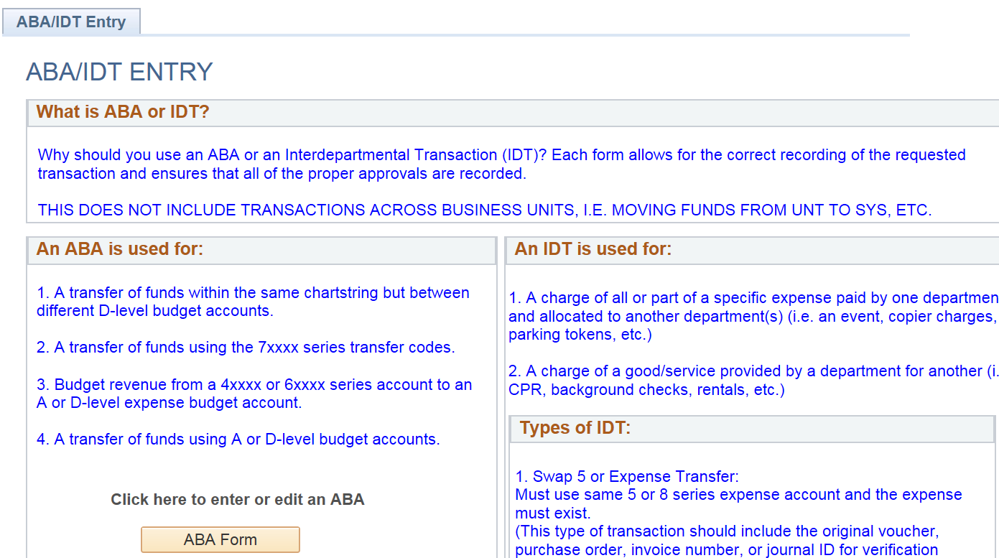 ABA/IDT Entry
ABA/IDT ENTRY
What is ABA or IDT?
Why should you use an ABA or an Interdepartmental Transaction (IDT)? Each form allows for the correct recording of the requested
transaction and ensures that all of the proper approvals are recorded.
THIS DOES NOT INCLUDE TRANSACTIONS ACROSS BUSINESS UNITS, I.E. MOVING FUNDS FROM UNT TO SYS, ETC.
An ABA is used for:
1. A transfer of funds within the same chartstring but between
different D-level budget accounts.
2. A transfer of funds using the 7xxxx series transfer codes.
3. Budget revenue from a 4xxxx or 6xxxx series account to an
A or D-level expense budget account.
4. A transfer of funds using A or D-level budget accounts.
Click here to enter or edit an ABA
ABA Form
An IDT is used for:
1. A charge of all or part of a specific expense paid by one departmen
and allocated to another department(s) (i.e. an event, copier charges,
parking tokens, etc.)
2. A charge of a good/service provided by a department for another (i.
CPR, background checks, rentals, etc.)
Types of IDT:
1. Swap 5 or Expense Transfer:
Must use same 5 or 8 series expense account and the expense
must exist.
(This type of transaction should include the original voucher,
purchase order, invoice number, or journal ID for verification